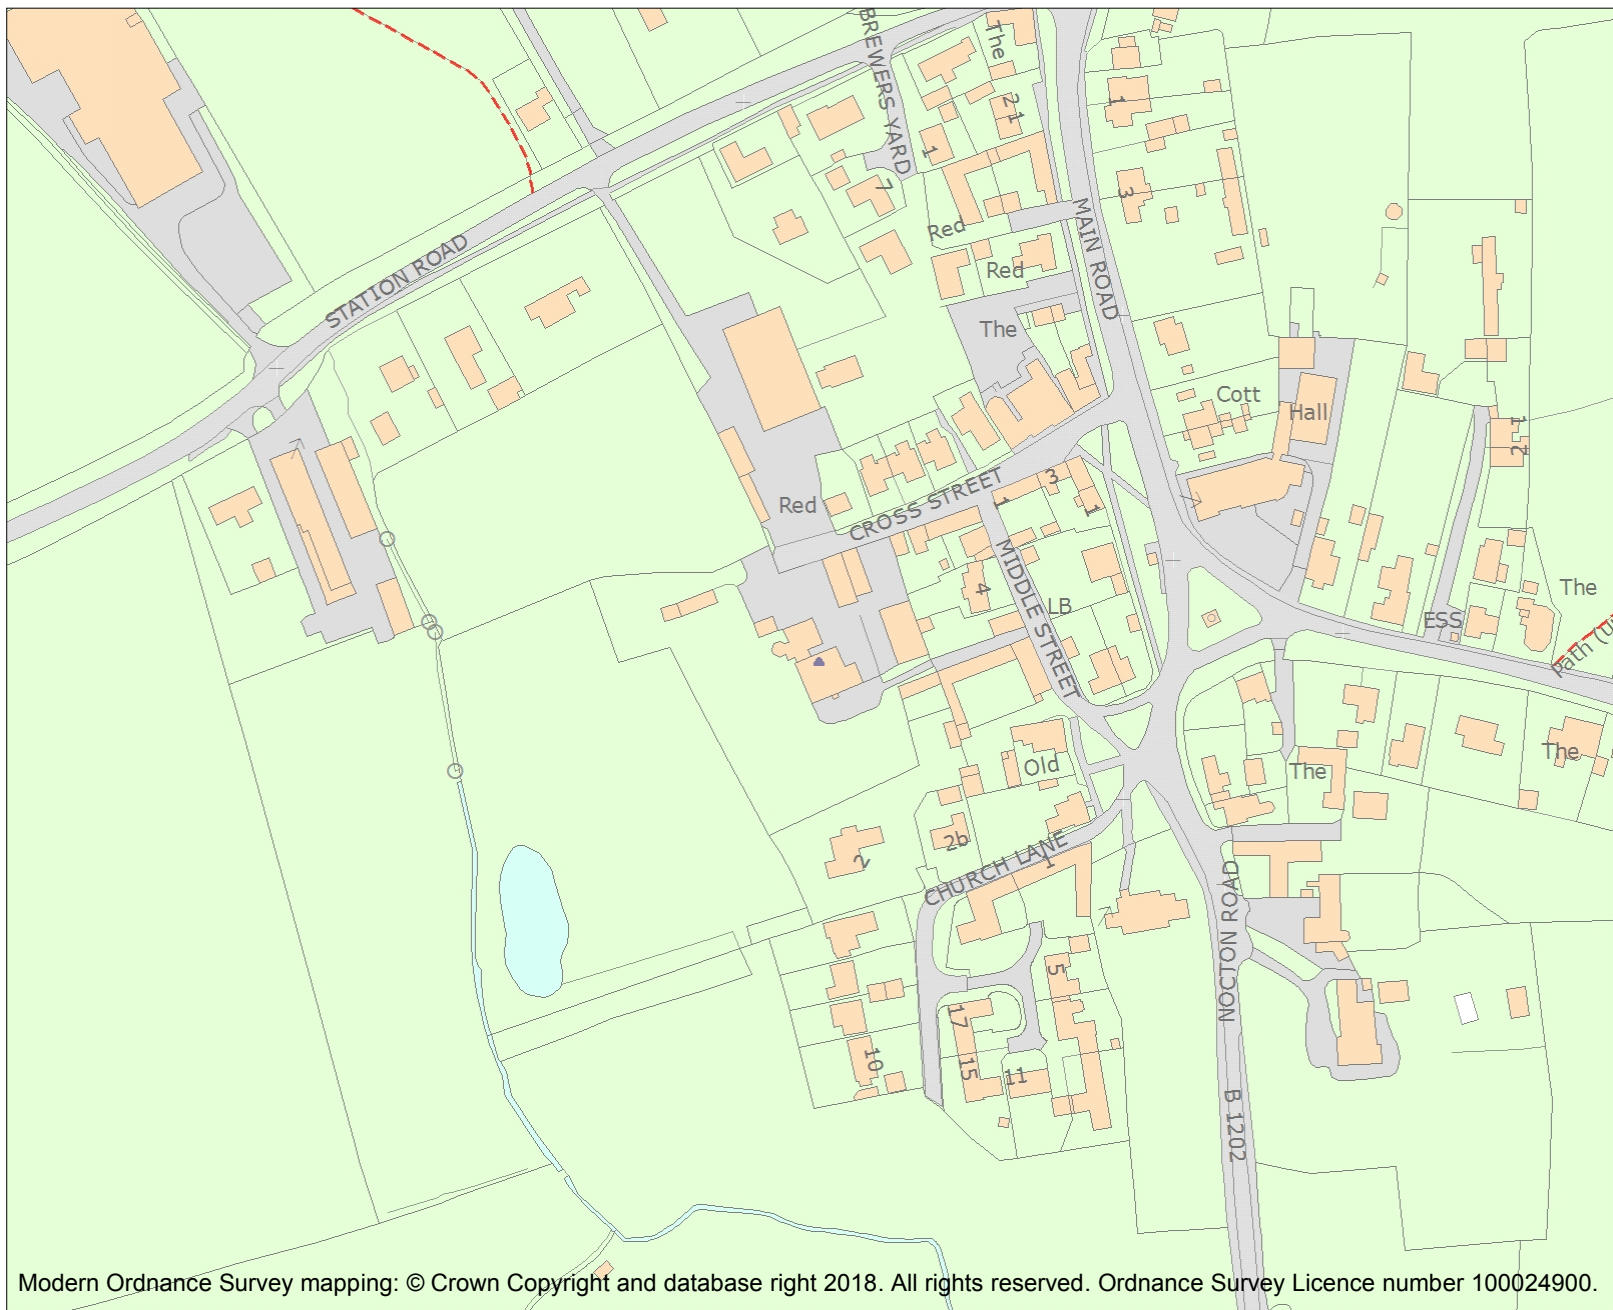 BREWERS YARD
The
21
1
1
7
3
Red
MAIN ROAD
STATION ROAD
Red
The
Cott
Hall
1
2
Red
CROSS STREET
3
1
1
MIDDLE STREET
4
LB
ESS
The
Path (u
The
Old
The
2
2b
CHURCH LANE
1
NOCTON ROAD
5
17
15
11
10
B 1202
Modern Ordnance Survey mapping: © Crown Copyright and database right 2018. All rights reserved. Ordnance Survey Licence number 100024900.